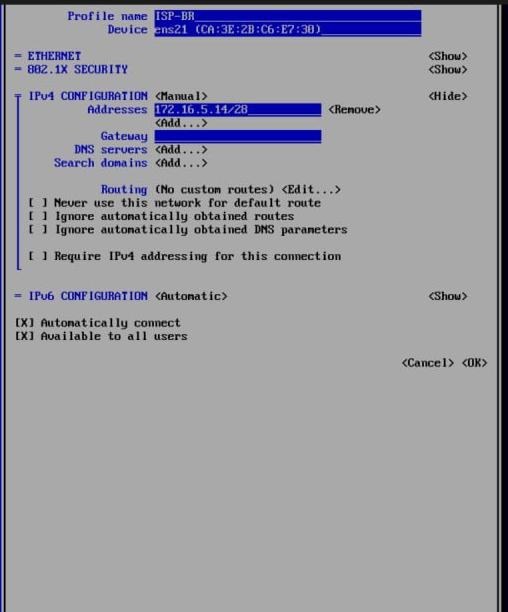 Profile name ISP-BR
Device ens21 (CA:3E:2B:C6:E7:30)
= ETHERNET <Show>
= 802.1X SECURITY <Show>
IPv4 CONFIGURATION <Manual> <Hide>
Addresses 172.16.5.14/28 <Remove>
<Add...>
Gateway
DNS servers <Add...>
Search domains <Add...>
Routing (No custom routes) <Edit...>
[ ] Never use this network for default route
[ ] Ignore automatically obtained routes
[ ] Ignore automatically obtained DNS parameters
[ ] Require IPv4 addressing for this connection
= IPv6 CONFIGURATION <Automatic> <Show>
[X] Automatically connect
[X] Available to all users
<Cancel> <OK>